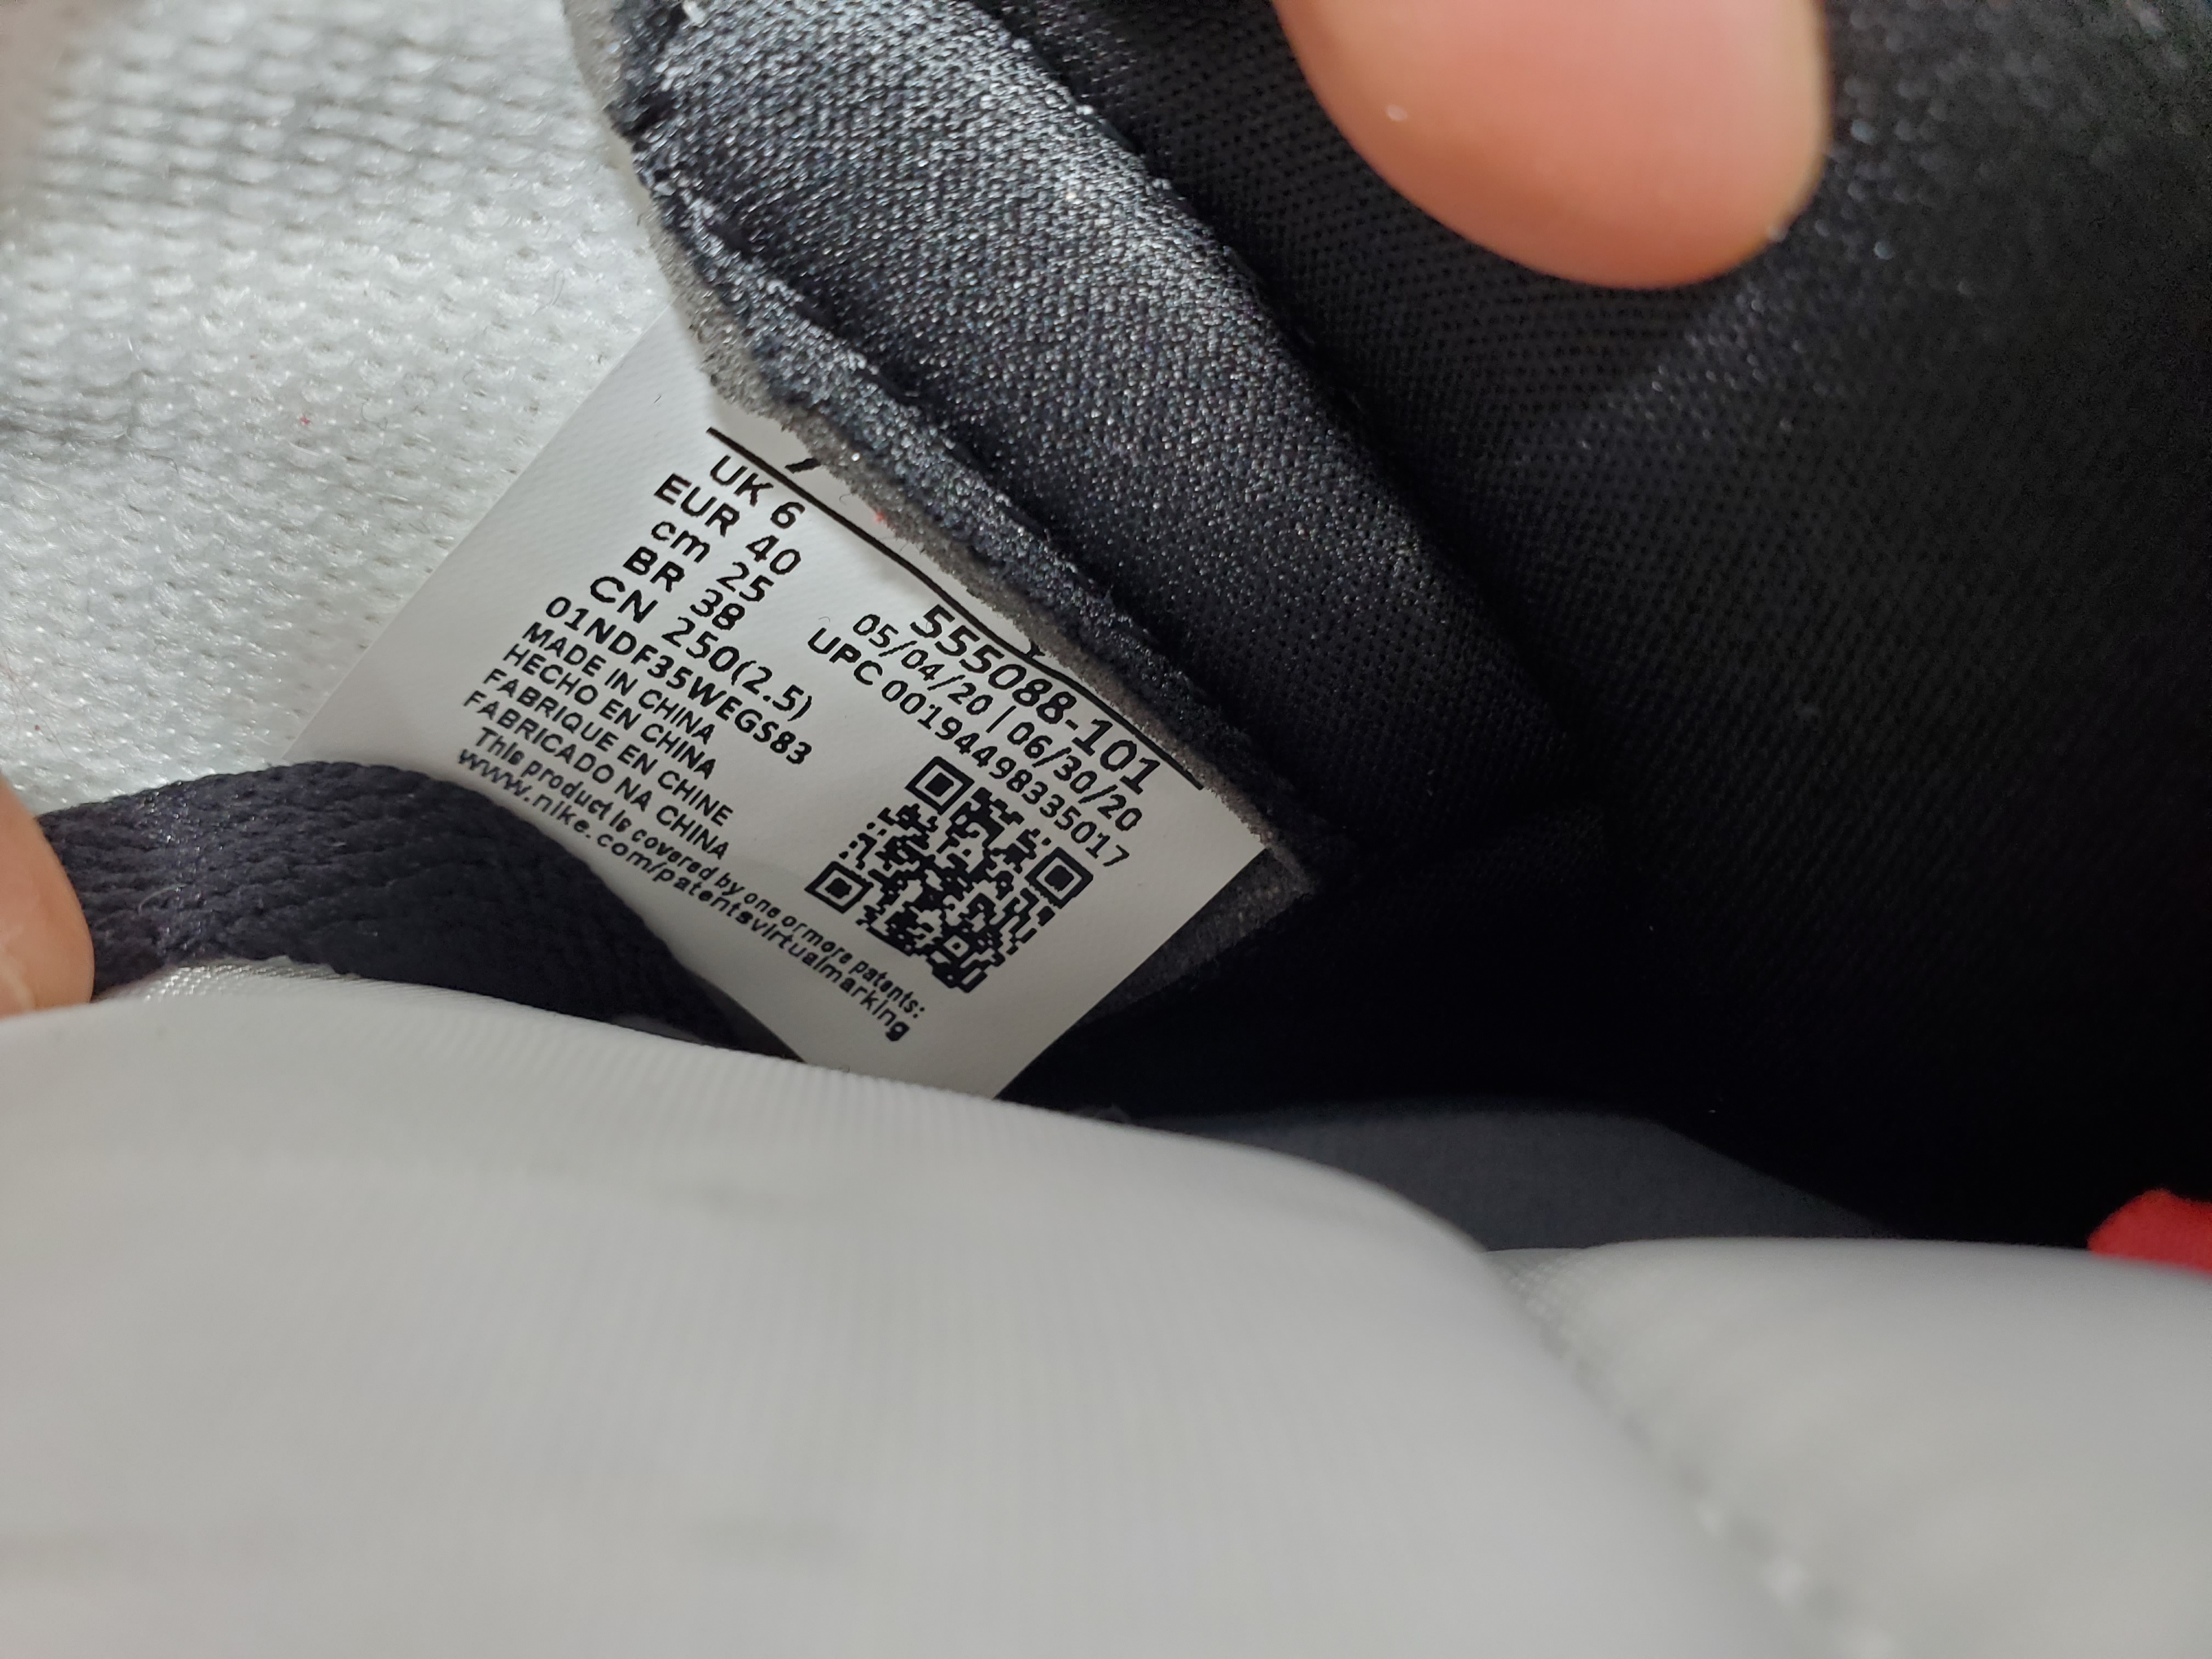 UK 6
EUR 40
cm 25
BR 38
CN 250(2.5)
01NDF35WEGS83
MADE IN CHINA
HECHO EN CHINA
FABRIQUE EN CHINE
FABRICADO NA CHINA
This product is covered by one or more patents:
www.nike.com/patentsvirtualmarking
555088-101
05/04/20 | 06/30/20
UPC 00194498335017